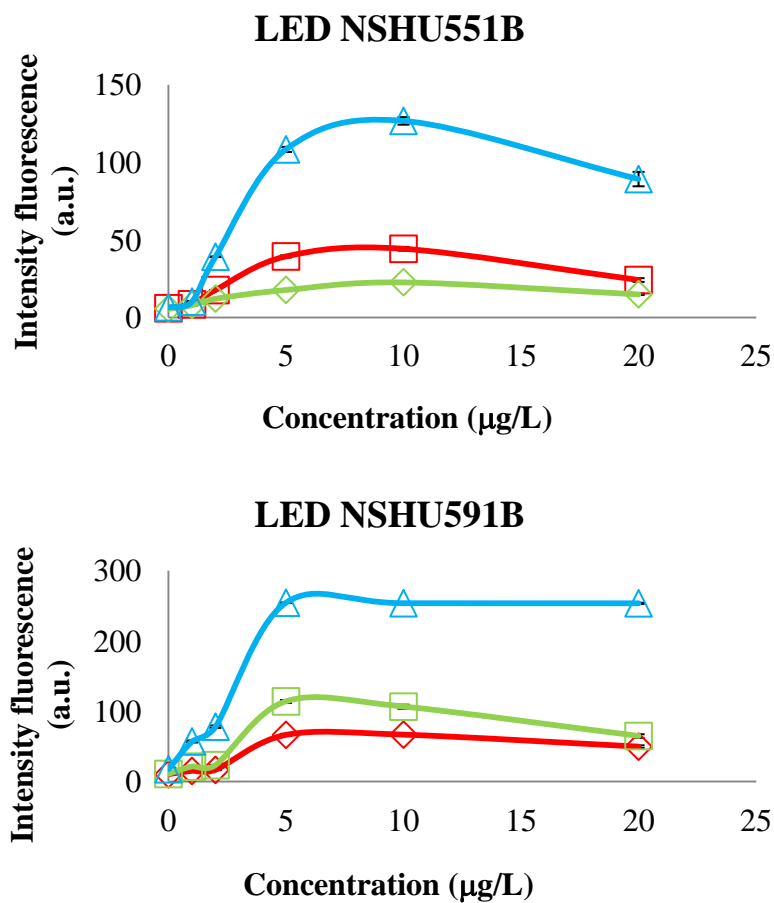 LED NSHU551B
Intensity fluorescence
(a.u.)
150
100
50
0
0 5 10 15 20 25
Concentration (µg/L)
LED NSHU591B
Intensity fluorescence
(a.u.)
300
200
100
0
0 5 10 15 20 25
Concentration (µg/L)